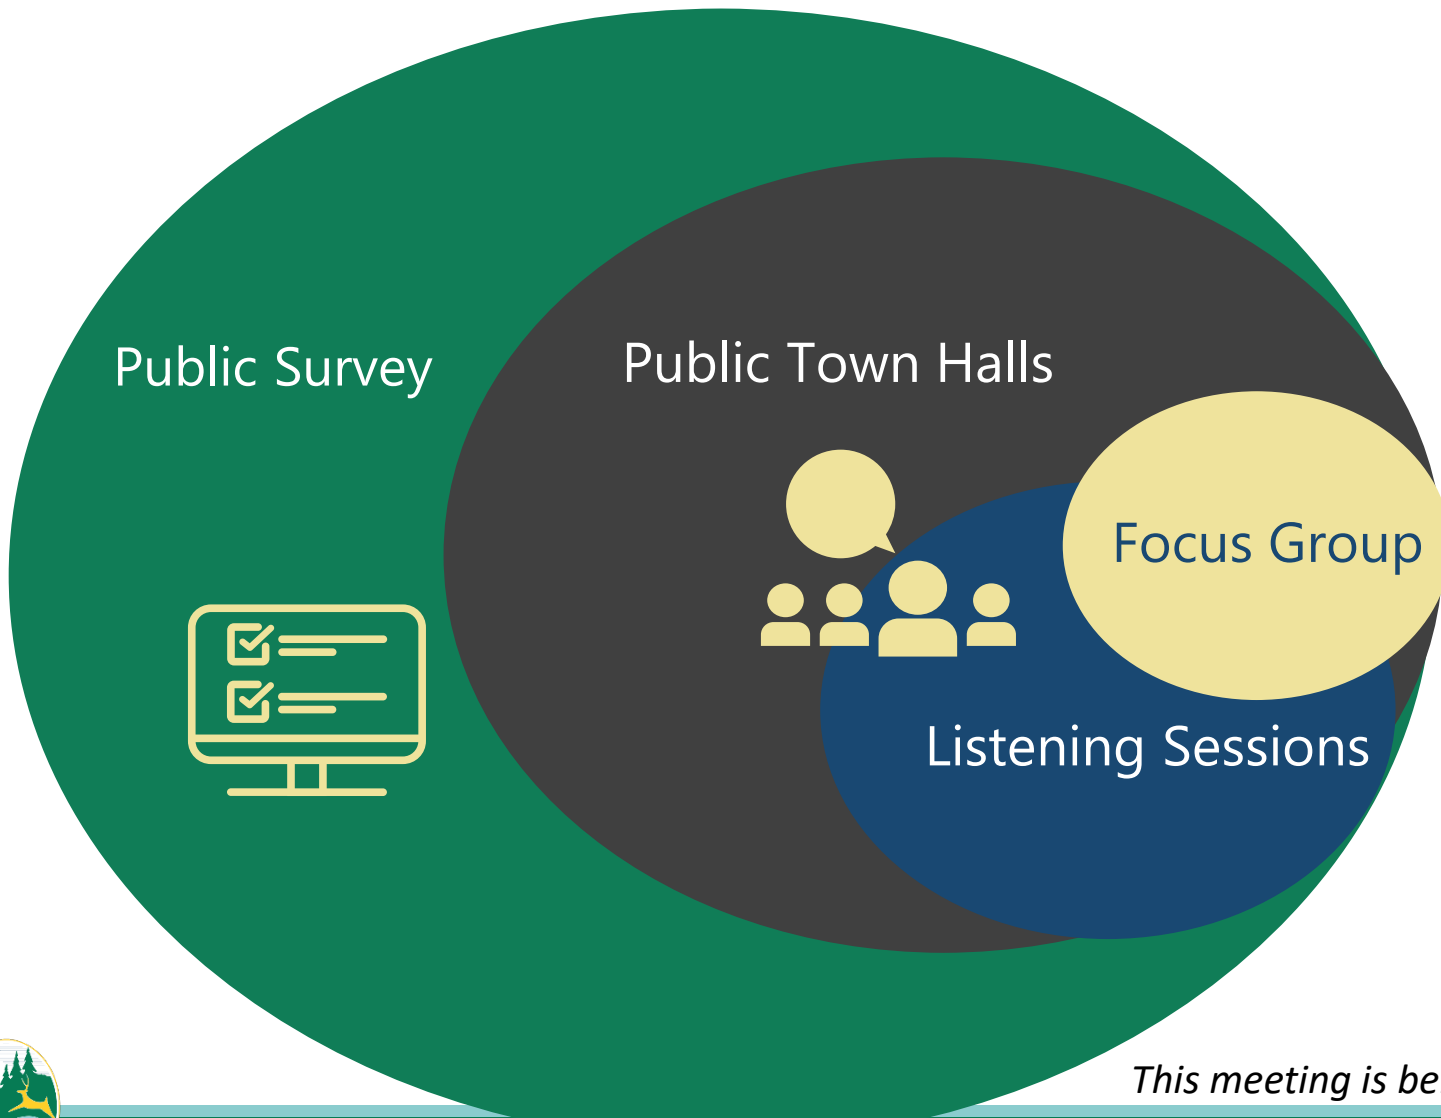 Public Survey
Public Town Halls
Focus Group
Listening Sessions
This meeting is be